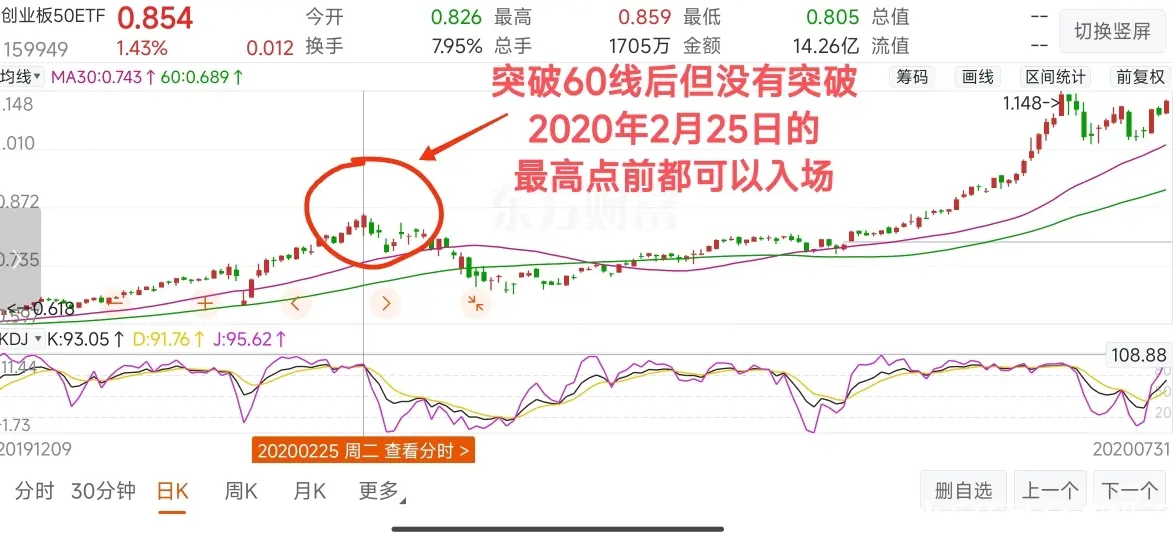 创业板50ETF 0.854 今开 0.826 最高 0.859 最低 0.805 总值 -- 切换竖屏
159949 1.43% 0.012 换手 7.95% 总手 1705万 金额 14.26亿 流值 --
均线 MA30:0.743↑ 60:0.689↑ 筹码 画线 区间统计 前复权
突破60线后但没有突破
2020年2月25日的
最高点前都可以入场
1.148
1.148->
1.010
0.872
东方财富
0.735
<-0.618
0.597
KDJ K:93.05↑ D:91.76↑ J:95.62↑
108.88
111.44
80
50
20
-1.73
20191209 20200225 周二 查看分时 > 20200731
分时 30分钟 日K 周K 月K 更多 删自选 上一个 下一个